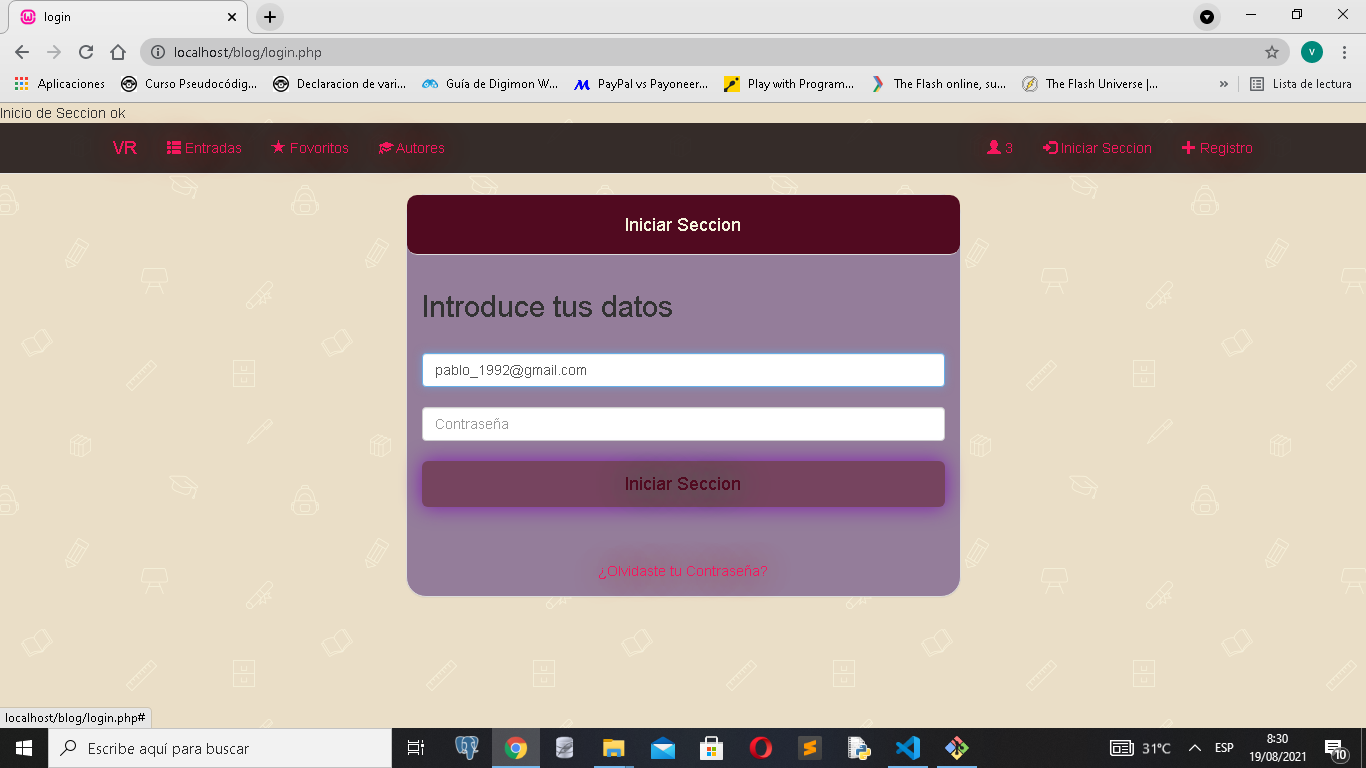 login
localhost/blog/login.php
V
Aplicaciones
Curso Pseudocódig...
Declaracion de vari...
Guía de Digimon W...
PayPal vs Payoneer...
Play with Program...
The Flash online, su...
The Flash Universe |...
»
Lista de lectura
Inicio de Seccion ok
VR
Entradas
Fovoritos
Autores
3
Iniciar Seccion
Registro
Iniciar Seccion
Introduce tus datos
pablo_1992@gmail.com
Contraseña
Iniciar Seccion
¿Olvidaste tu Contraseña?
localhost/blog/login.php#
Escribe aquí para buscar
31°C
ESP
8:30
19/08/2021
10